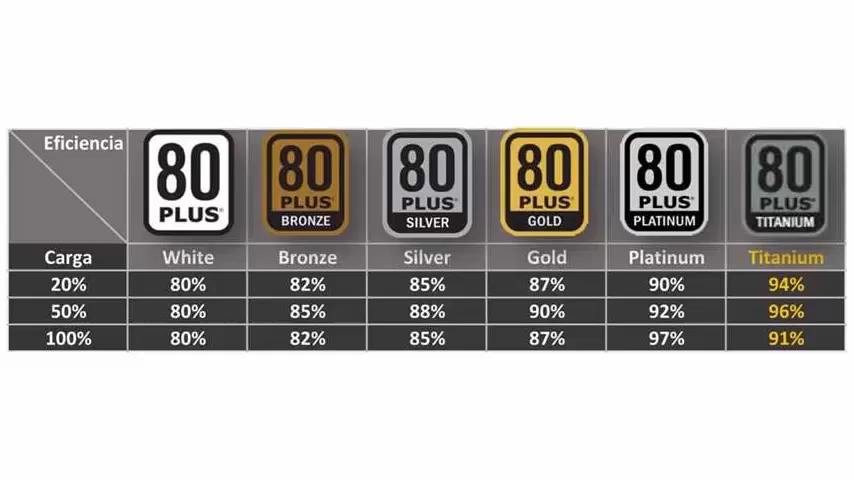 Eficiencia
80 PLUS®
80 PLUS® BRONZE
80 PLUS® SILVER
80 PLUS® GOLD
80 PLUS® PLATINUM
80 PLUS® TITANIUM
Carga White Bronze Silver Gold Platinum Titanium
20% 80% 82% 85% 87% 90% 94%
50% 80% 85% 88% 90% 92% 96%
100% 80% 82% 85% 87% 97% 91%